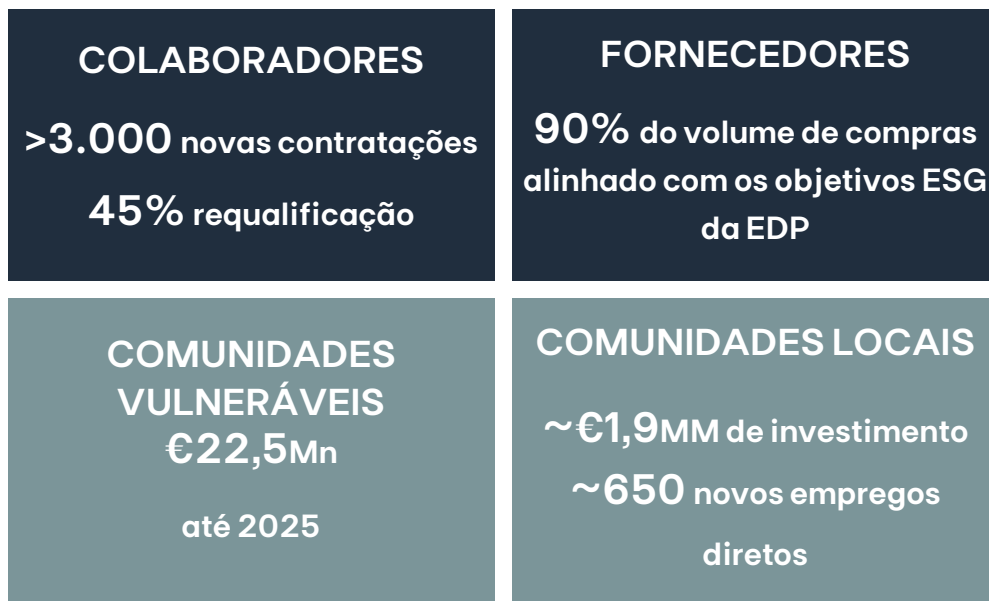 COLABORADORES
>3.000 novas contratações
45% requalificação
FORNECEDORES
90% do volume de compras
alinhado com os objetivos ESG
da EDP
COMUNIDADES
VULNERÁVEIS
€22,5Mn
até 2025
COMUNIDADES LOCAIS
~€1,9MM de investimento
~650 novos empregos
diretos